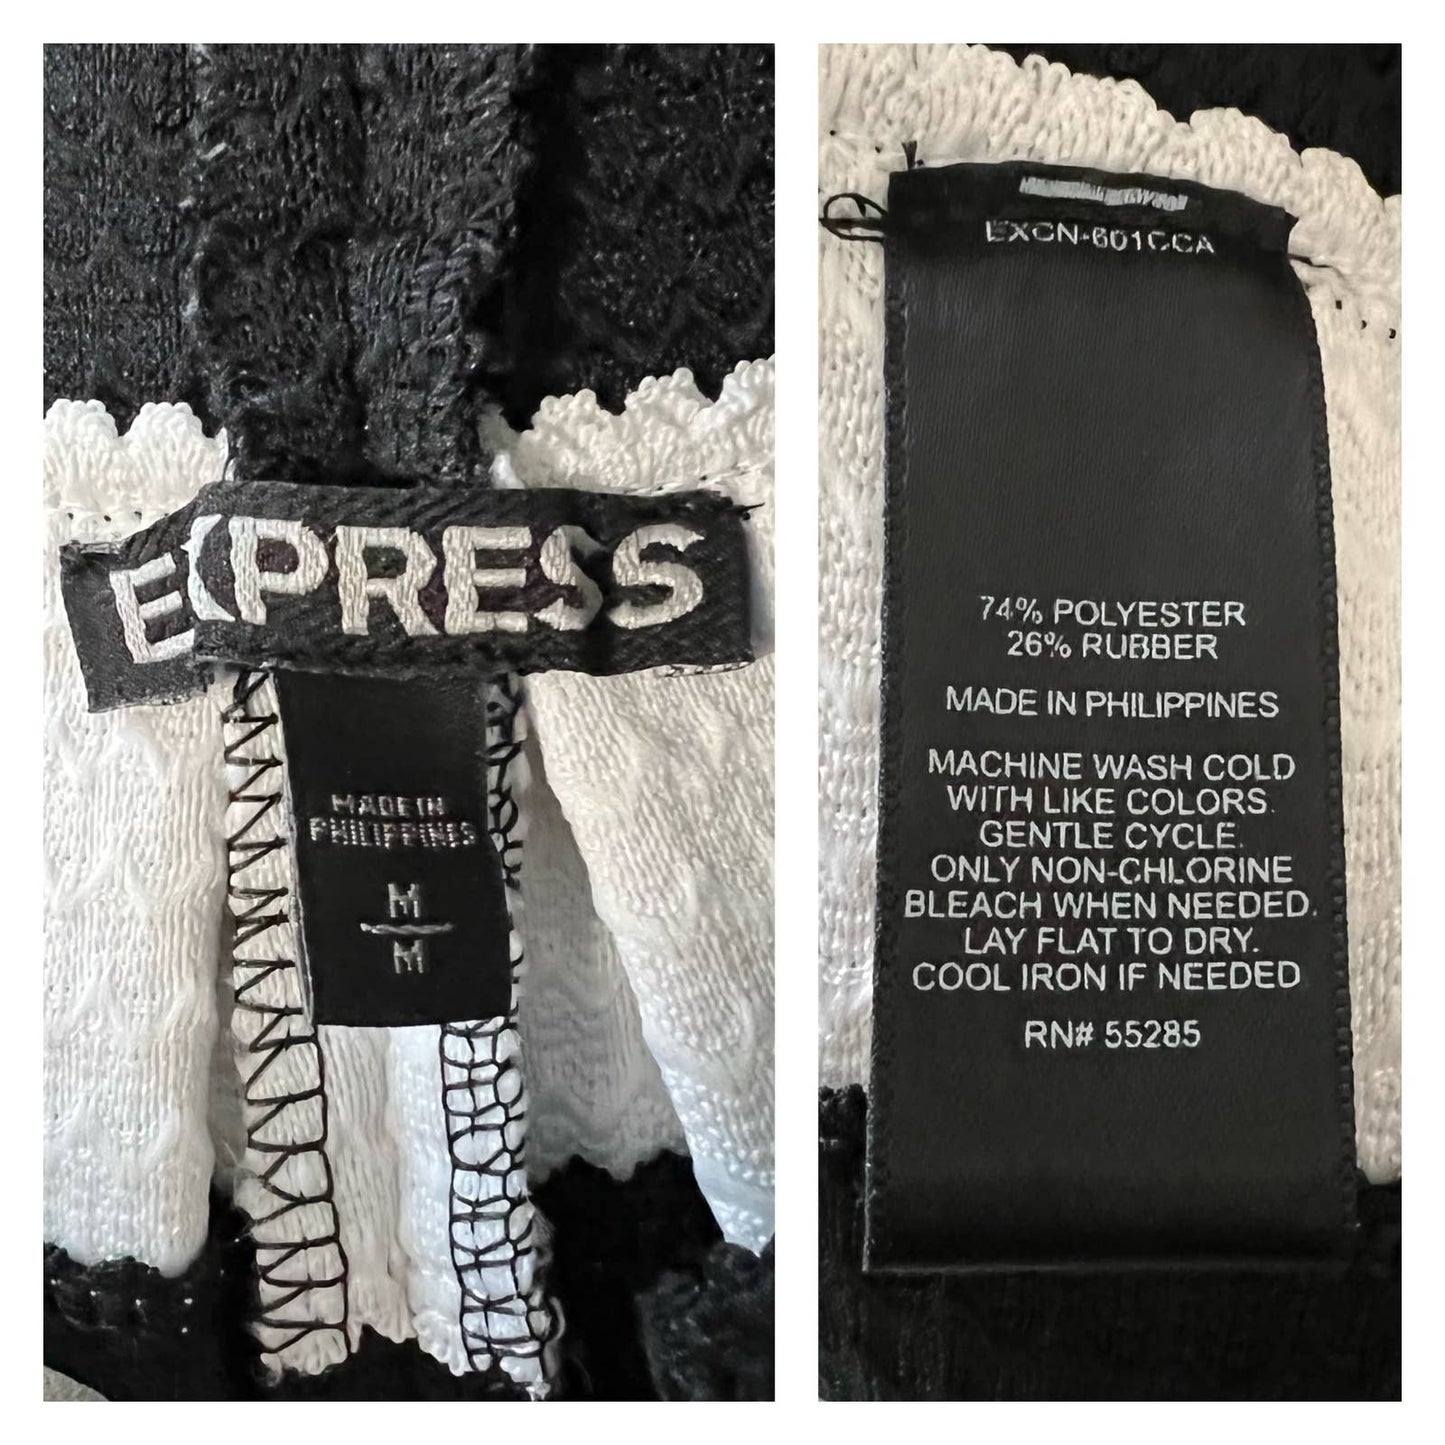 EXPRESS
MADE IN
PHILIPPINES
M
M
EXCN-601CCA
74% POLYESTER
26% RUBBER
MADE IN PHILIPPINES
MACHINE WASH COLD
WITH LIKE COLORS.
GENTLE CYCLE.
ONLY NON-CHLORINE
BLEACH WHEN NEEDED.
LAY FLAT TO DRY.
COOL IRON IF NEEDED
RN# 55285